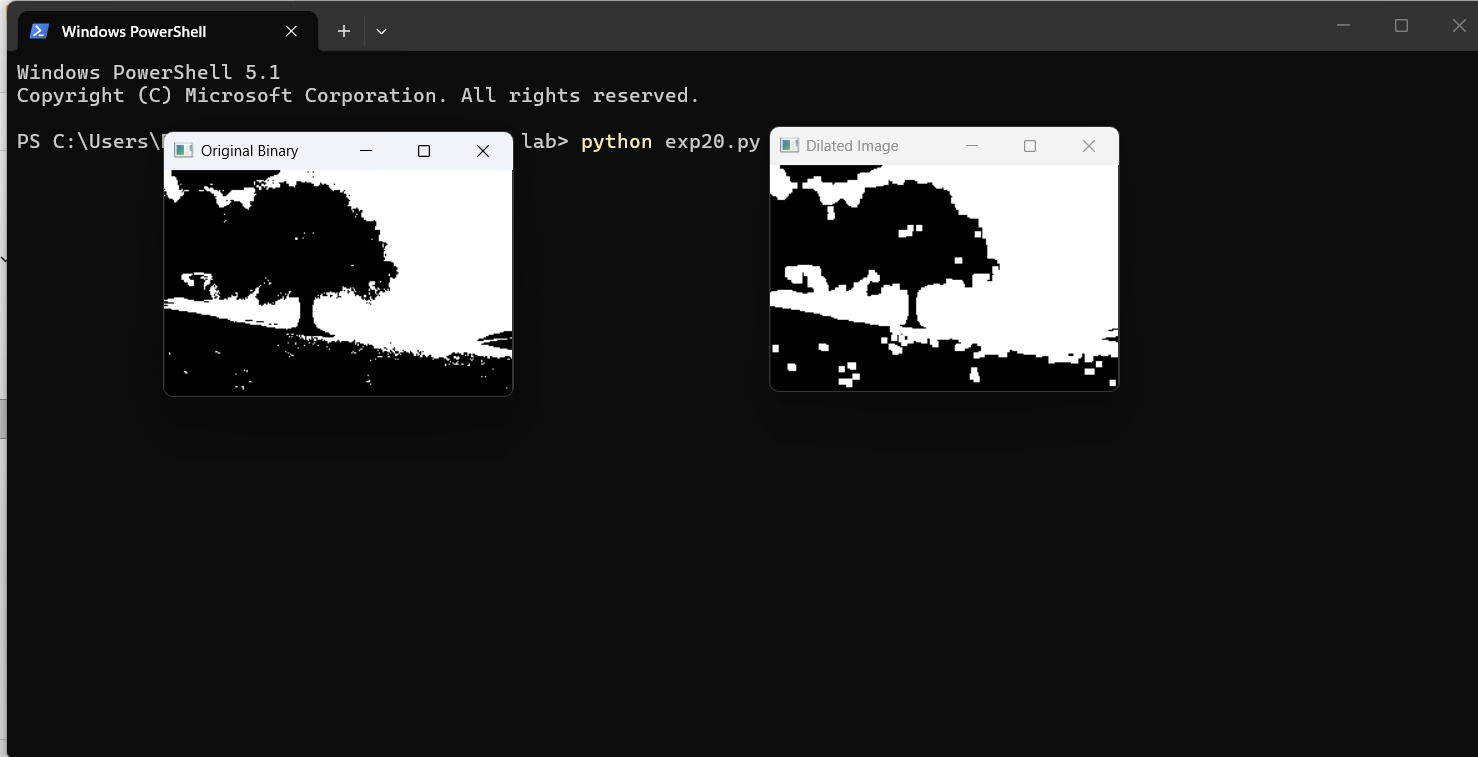 Windows PowerShell
Windows PowerShell 5.1
Copyright (C) Microsoft Corporation. All rights reserved.
PS C:\Users\ lab> python exp20.py
Original Binary
Dilated Image